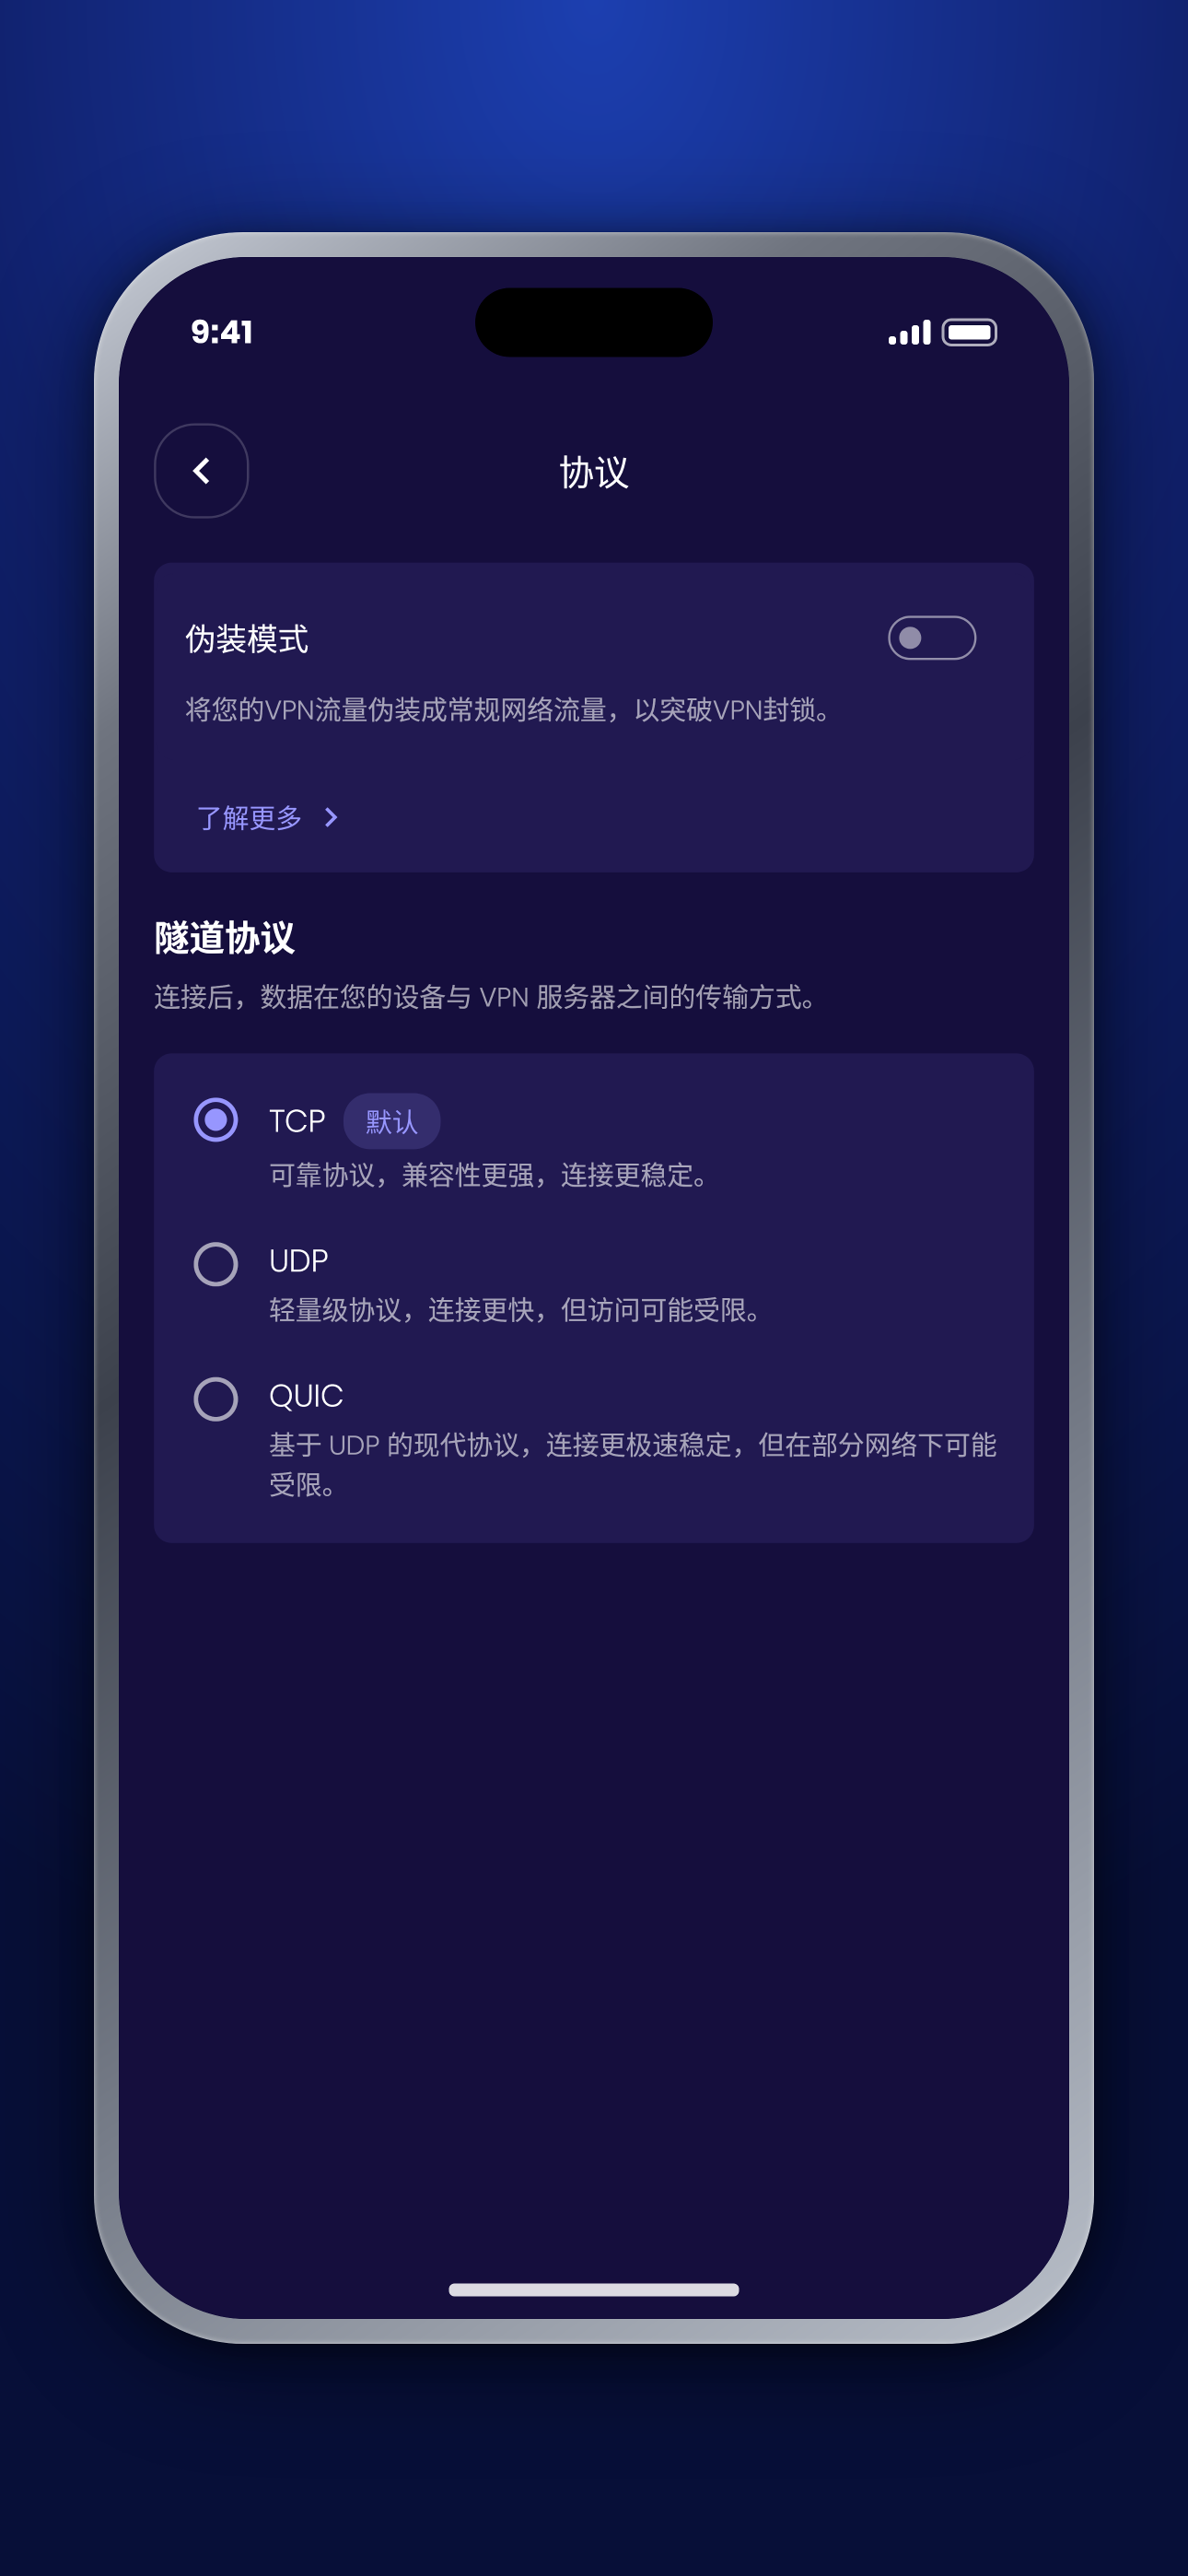 9:41
协议
伪装模式
将您的VPN流量伪装成常规网络流量，以突破VPN封锁。
了解更多
隧道协议
连接后，数据在您的设备与 VPN 服务器之间的传输方式。
TCP 默认
可靠协议，兼容性更强，连接更稳定。
UDP
轻量级协议，连接更快，但访问可能受限。
QUIC
基于 UDP 的现代协议，连接更极速稳定，但在部分网络下可能
受限。